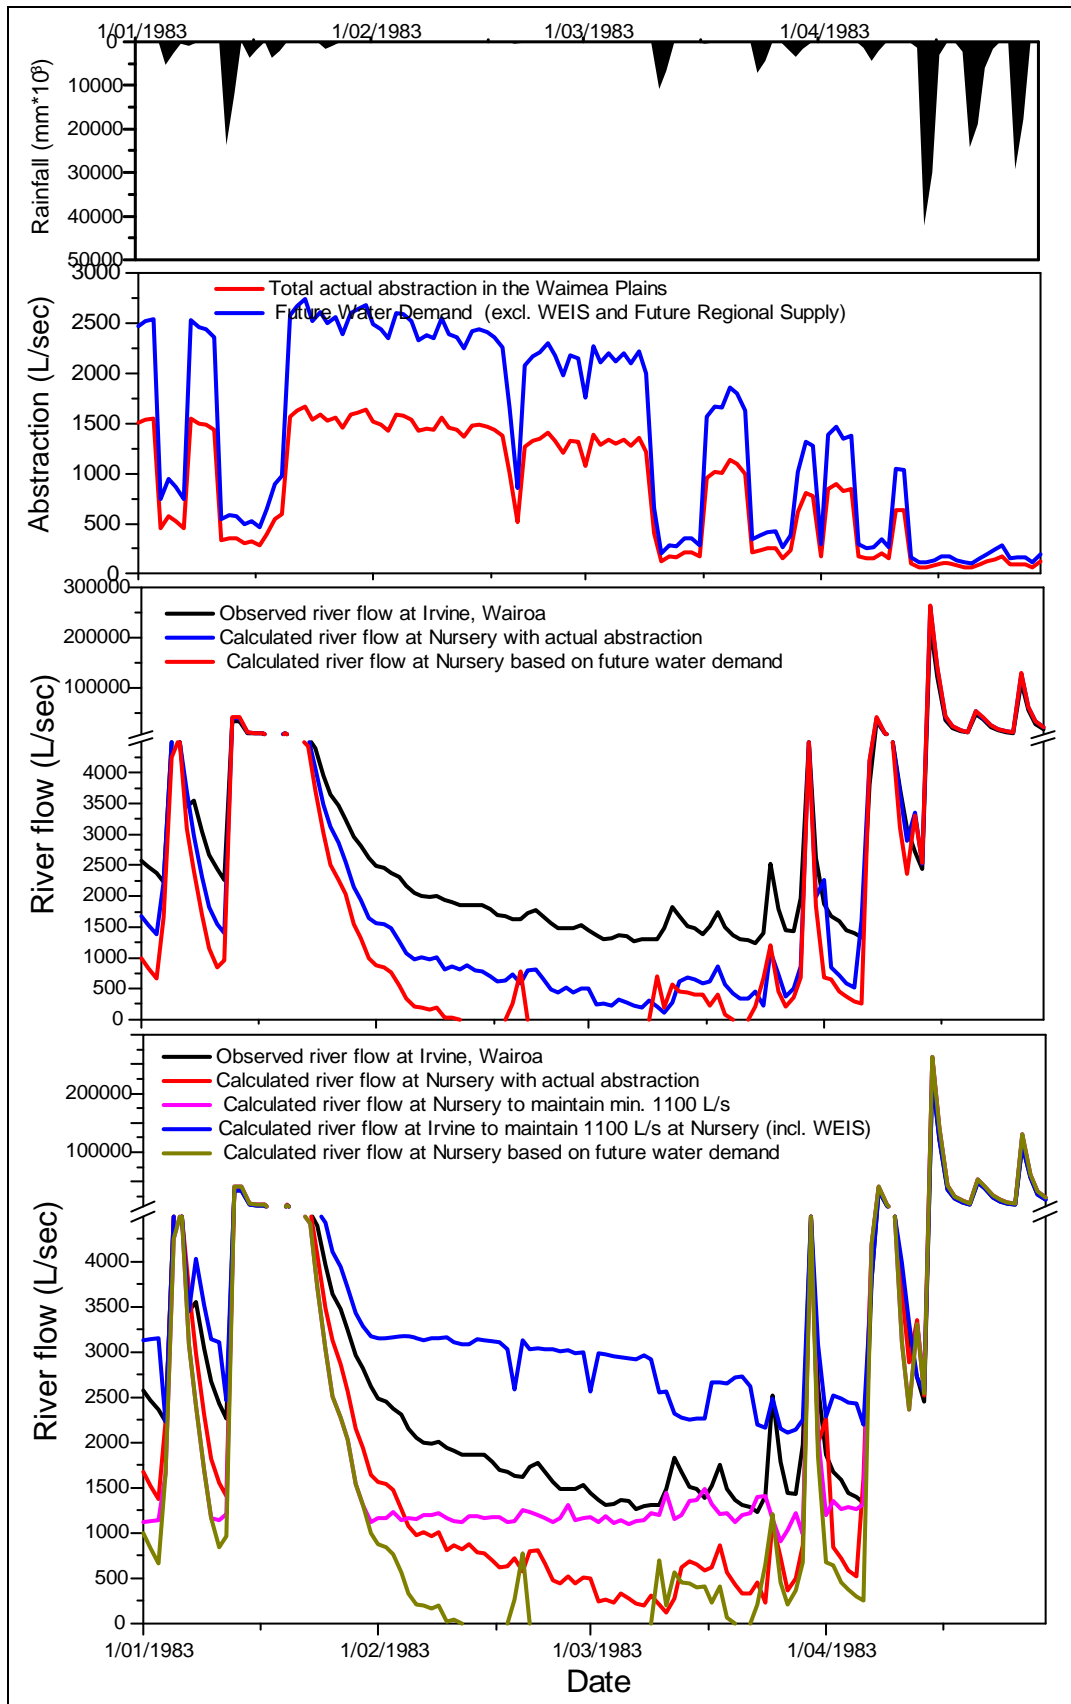 1/01/1983 1/02/1983 1/03/1983 1/04/1983
Rainfall (mm*10⁸)
0
10000
20000
30000
40000
50000
Abstraction (L/sec)
3000
2500
2000
1500
1000
500
0
Total actual abstraction in the Waimea Plains
Future Water Demand (excl. WEIS and Future Regional Supply)
River flow (L/sec)
300000
200000
100000
4000
3500
3000
2500
2000
1500
1000
500
0
Observed river flow at Irvine, Wairoa
Calculated river flow at Nursery with actual abstraction
Calculated river flow at Nursery based on future water demand
River flow (L/sec)
200000
100000
4000
3500
3000
2500
2000
1500
1000
500
0
Observed river flow at Irvine, Wairoa
Calculated river flow at Nursery with actual abstraction
Calculated river flow at Nursery to maintain min. 1100 L/s
Calculated river flow at Irvine to maintain 1100 L/s at Nursery (incl. WEIS)
Calculated river flow at Nursery based on future water demand
1/01/1983 1/02/1983 1/03/1983 1/04/1983
Date